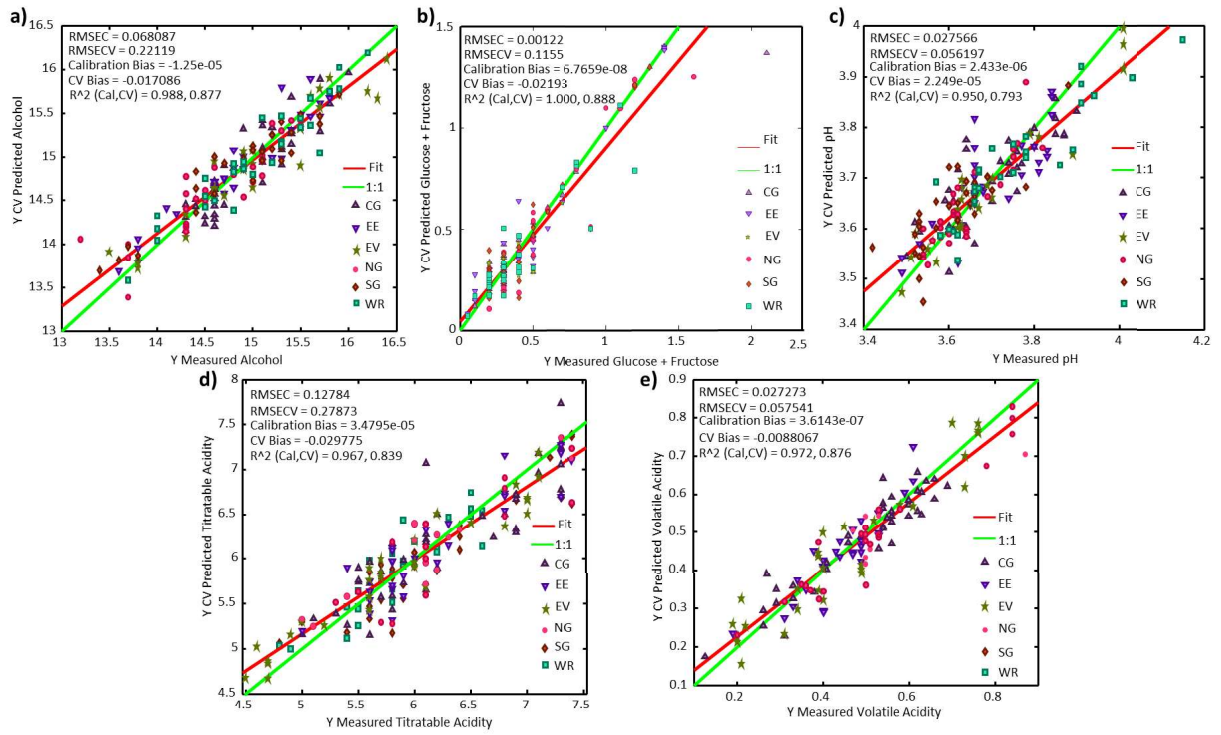 a)
16.5
16
15.5
15
14.5
14
13.5
13
RMSEC = 0.068087
RMSECV = 0.22119
Calibration Bias = -1.25e-05
CV Bias = -0.017086
R^2 (Cal,CV) = 0.988, 0.877
Fit
1:1
CG
EE
EV
NG
SG
WR
13 13.5 14 14.5 15 15.5 16 16.5
Y Measured Alcohol
Y CV Predicted Alcohol
b)
1.5
1
0.5
0
RMSEC = 0.00122
RMSECV = 0.1155
Calibration Bias = 6.7659e-08
CV Bias = -0.02193
R^2 (Cal,CV) = 1.000, 0.888
Fit
1:1
CG
EE
EV
NG
SG
WR
0 0.5 1 1.5 2 2.5
Y Measured Glucose + Fructose
Y CV Predicted Glucose + Fructose
c)
4
3.9
3.8
3.7
3.6
3.5
3.4
RMSEC = 0.027566
RMSECV = 0.056197
Calibration Bias = 2.433e-06
CV Bias = 2.249e-05
R^2 (Cal,CV) = 0.950, 0.793
Fit
1:1
CG
EE
EV
NG
SG
WR
3.4 3.6 3.8 4 4.2
Y Measured pH
Y CV Predicted pH
d)
8
7.5
7
6.5
6
5.5
5
4.5
RMSEC = 0.12784
RMSECV = 0.27873
Calibration Bias = 3.4795e-05
CV Bias = -0.029775
R^2 (Cal,CV) = 0.967, 0.839
Fit
1:1
CG
EE
EV
NG
SG
WR
4.5 5 5.5 6 6.5 7 7.5
Y Measured Titratable Acidity
Y CV Predicted Titratable Acidity
e)
0.9
0.8
0.7
0.6
0.5
0.4
0.3
0.2
0.1
RMSEC = 0.027273
RMSECV = 0.057541
Calibration Bias = 3.6143e-07
CV Bias = -0.0088067
R^2 (Cal,CV) = 0.972, 0.876
Fit
1:1
CG
EE
EV
NG
SG
WR
0.2 0.4 0.6 0.8
Y Measured Volatile Acidity
Y CV Predicted Volatile Acidity